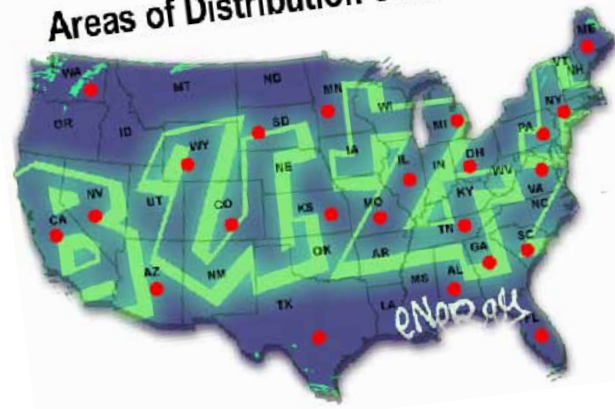 Areas of Distribution
ME
VT
NH
WA
MT
ND
MN
WI
NY
OR
ID
SD
MI
PA
WY
IA
NE
IL
IN
OH
NV
UT
WV
VA
CA
CO
KS
MO
KY
NC
TN
OK
AR
SC
AZ
NM
GA
MS
AL
TX
LA
FL
BUZZ
eNeRgy